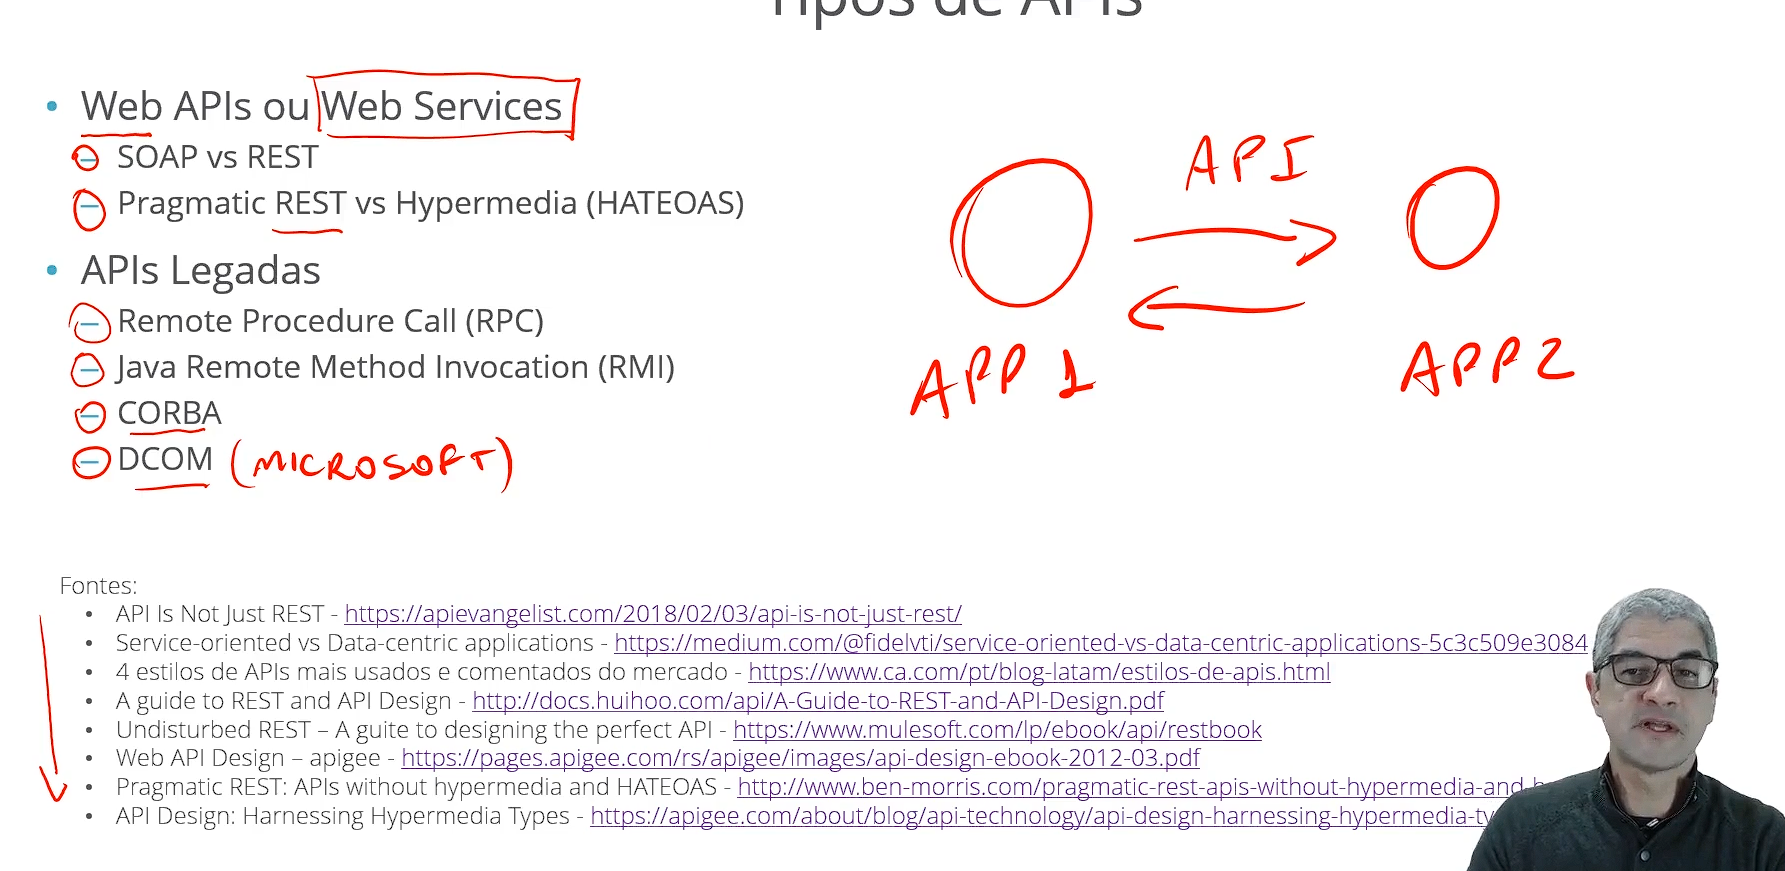 Tipos de APIs
• Web APIs ou Web Services
– SOAP vs REST
– Pragmatic REST vs Hypermedia (HATEOAS)
• APIs Legadas
– Remote Procedure Call (RPC)
– Java Remote Method Invocation (RMI)
– CORBA
– DCOM (MICROSOFT)
API
APP 1
APP 2
Fontes:
• API Is Not Just REST - https://apievangelist.com/2018/02/03/api-is-not-just-rest/
• Service-oriented vs Data-centric applications - https://medium.com/@fidelvti/service-oriented-vs-data-centric-applications-5c3c509e3084
• 4 estilos de APIs mais usados e comentados do mercado - https://www.ca.com/pt/blog-latam/estilos-de-apis.html
• A guide to REST and API Design - http://docs.huihoo.com/api/A-Guide-to-REST-and-API-Design.pdf
• Undisturbed REST – A guite to designing the perfect API - https://www.mulesoft.com/lp/ebook/api/restbook
• Web API Design – apigee - https://pages.apigee.com/rs/apigee/images/api-design-ebook-2012-03.pdf
• Pragmatic REST: APIs without hypermedia and HATEOAS - http://www.ben-morris.com/pragmatic-rest-apis-without-hypermedia-and-
• API Design: Harnessing Hypermedia Types - https://apigee.com/about/blog/api-technology/api-design-harnessing-hypermedia-ty